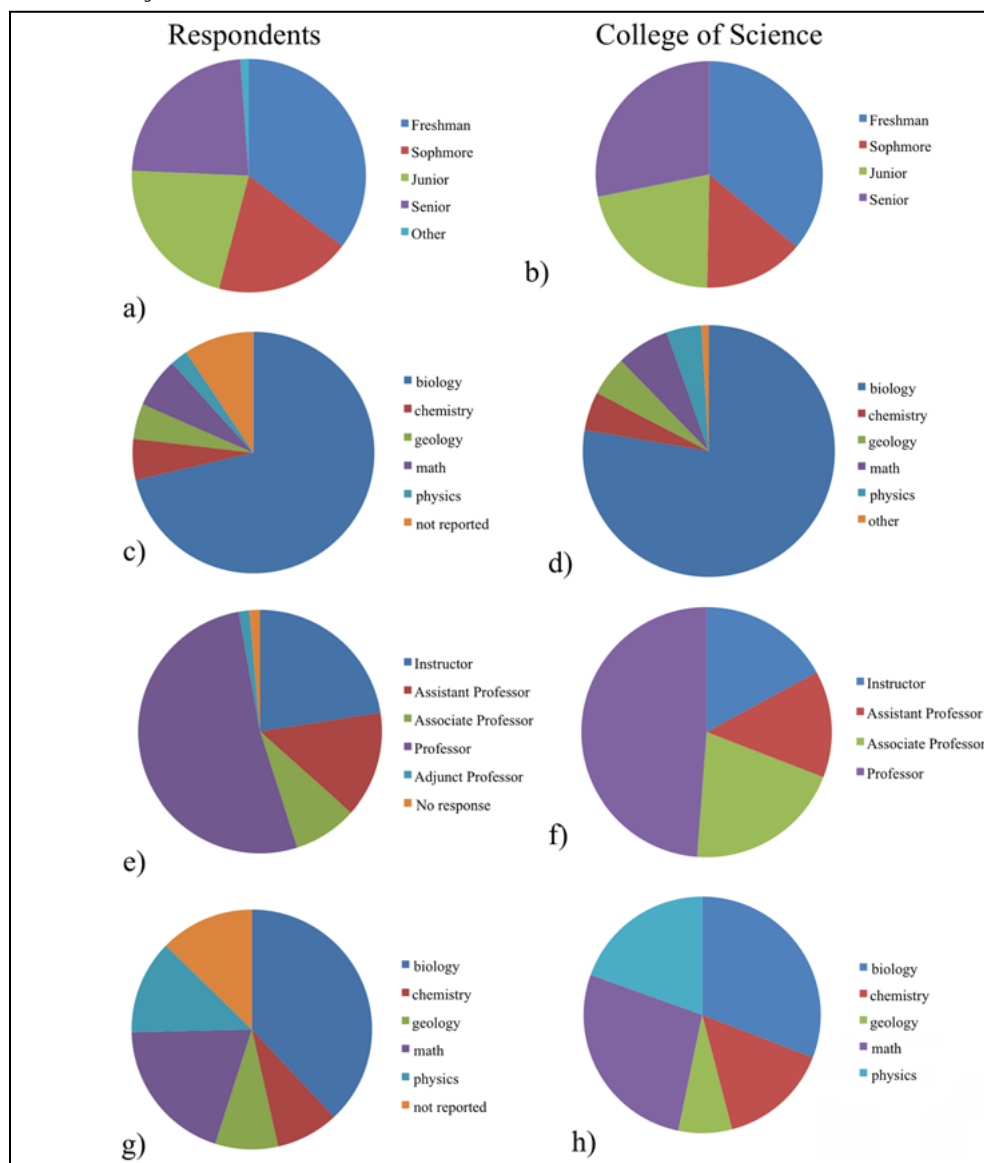 Respondents
College of Science
Freshman
Sophmore
Junior
Senior
Other
a)
Freshman
Sophmore
Junior
Senior
b)
biology
chemistry
geology
math
physics
not reported
c)
biology
chemistry
geology
math
physics
other
d)
Instructor
Assistant Professor
Associate Professor
Professor
Adjunct Professor
No response
e)
Instructor
Assistant Professor
Associate Professor
Professor
f)
biology
chemistry
geology
math
physics
not reported
g)
biology
chemistry
geology
math
physics
h)